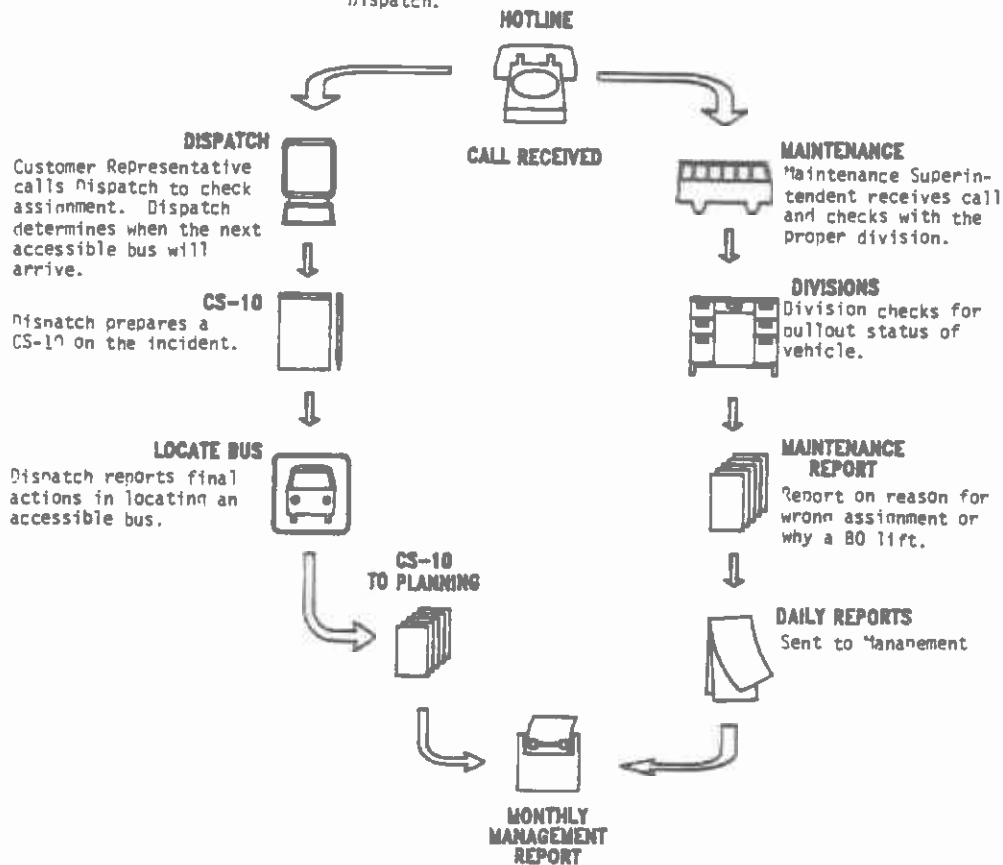 Dispatch.
HOTLINE
CALL RECEIVED
DISPATCH
Customer Representative
calls Dispatch to check
assignment. Dispatch
determines when the next
accessible bus will
arrive.
CS-10
Dispatch prepares a
CS-10 on the incident.
LOCATE BUS
Dispatch reports final
actions in locating an
accessible bus.
CS-10
TO PLANNING
MAINTENANCE
Maintenance Superin-
tendent receives call
and checks with the
proper division.
DIVISIONS
Division checks for
pullout status of
vehicle.
MAINTENANCE
REPORT
Report on reason for
wrong assignment or
why a BO lift.
DAILY REPORTS
Sent to Management
MONTHLY
MANAGEMENT
REPORT